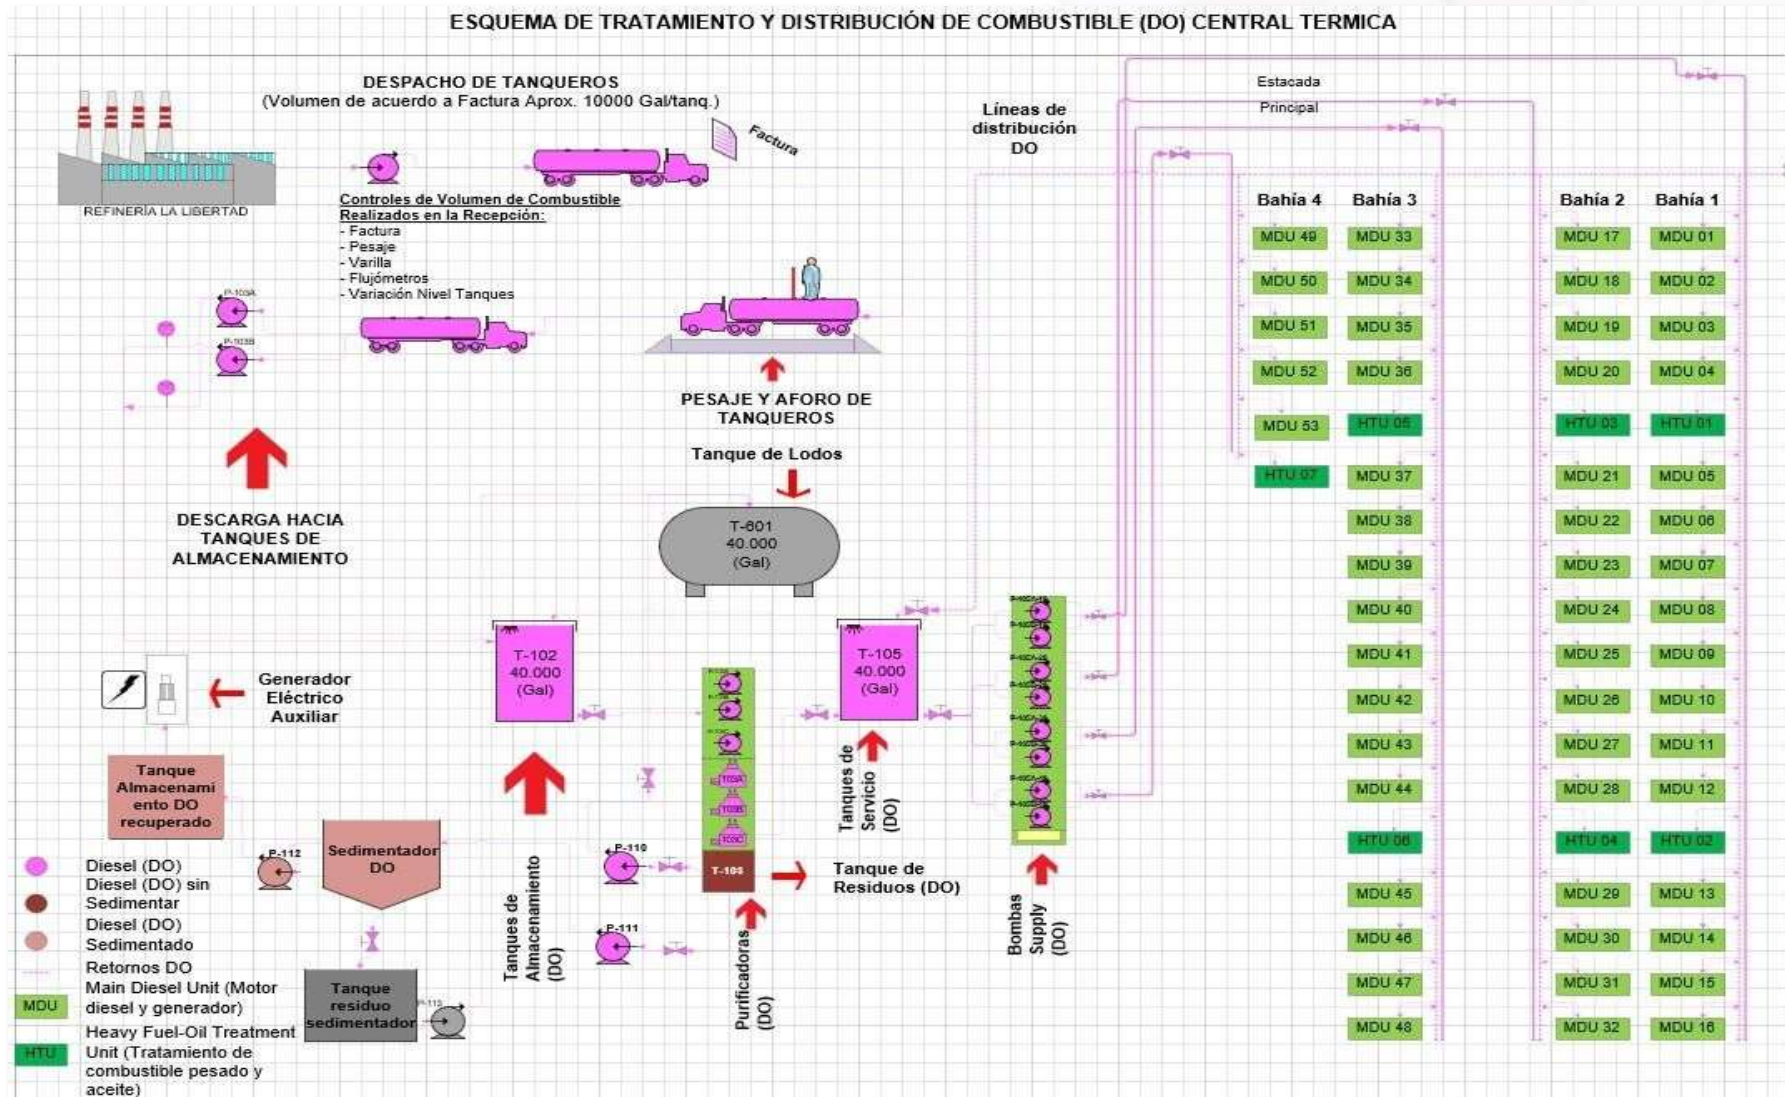 ESQUEMA DE TRATAMIENTO Y DISTRIBUCIÓN DE COMBUSTIBLE (DO) CENTRAL TERMICA
DESPACHO DE TANQUEROS
(Volumen de acuerdo a Factura Aprox. 10000 Gal/tanq.)
Factura
REFINERÍA LA LIBERTAD
Controles de Volumen de Combustible
Realizados en la Recepción:
- Factura
- Pesaje
- Varilla
- Flujómetros
- Variación Nivel Tanques
P-103A
P-103B
DESCARGA HACIA
TANQUES DE
ALMACENAMIENTO
PESAJE Y AFORO DE
TANQUEROS
Tanque de Lodos
T-601
40.000
(Gal)
Líneas de
distribución
DO
Estacada
Principal
Bahía 4
MDU 49
MDU 50
MDU 51
MDU 52
MDU 53
HTU 07
Bahía 3
MDU 33
MDU 34
MDU 35
MDU 36
HTU 05
MDU 37
MDU 38
MDU 39
MDU 40
MDU 41
MDU 42
MDU 43
MDU 44
HTU 06
MDU 45
MDU 46
MDU 47
MDU 48
Bahía 2
MDU 17
MDU 18
MDU 19
MDU 20
HTU 03
MDU 21
MDU 22
MDU 23
MDU 24
MDU 25
MDU 26
MDU 27
MDU 28
HTU 04
MDU 29
MDU 30
MDU 31
MDU 32
Bahía 1
MDU 01
MDU 02
MDU 03
MDU 04
HTU 01
MDU 05
MDU 06
MDU 07
MDU 08
MDU 09
MDU 10
MDU 11
MDU 12
HTU 02
MDU 13
MDU 14
MDU 15
MDU 16
T-102
40.000
(Gal)
T-105
40.000
(Gal)
103A
103B
103C
Generador
Eléctrico
Auxiliar
Tanque
Almacenami
ento DO
recuperado
P-112
Sedimentador
DO
Tanque
residuo
sedimentador
P-113
P-110
P-111
Tanques de
Almacenamiento
(DO)
Purificadoras
(DO)
Tanque de
Residuos (DO)
Tanques de
Servicio
(DO)
Bombas
Supply
(DO)
Diesel (DO)
Diesel (DO) sin
Sedimentar
Diesel (DO)
Sedimentado
Retornos DO
MDU
Main Diesel Unit (Motor
diesel y generador)
HTU
Heavy Fuel-Oil Treatment
Unit (Tratamiento de
combustible pesado y
aceite)